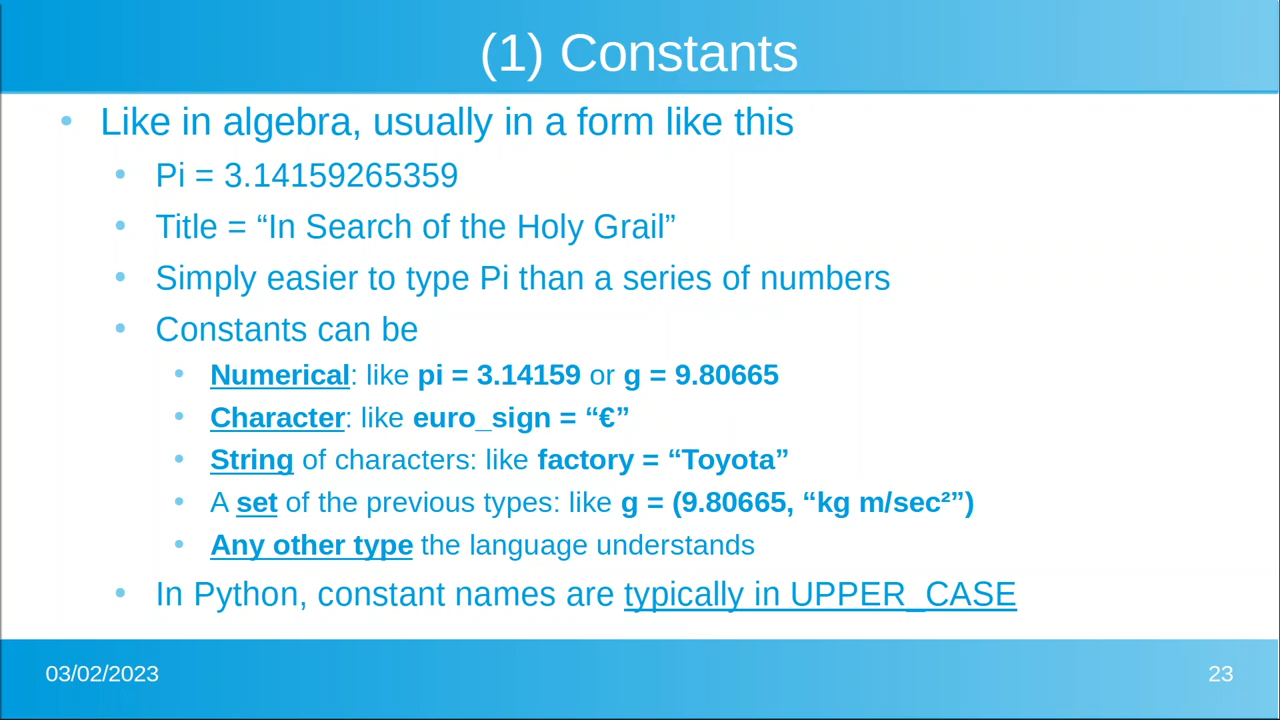 (1) Constants
• Like in algebra, usually in a form like this
• Pi = 3.14159265359
• Title = “In Search of the Holy Grail”
• Simply easier to type Pi than a series of numbers
• Constants can be
• Numerical: like pi = 3.14159 or g = 9.80665
• Character: like euro_sign = “€”
• String of characters: like factory = “Toyota”
• A set of the previous types: like g = (9.80665, “kg m/sec²”)
• Any other type the language understands
• In Python, constant names are typically in UPPER_CASE
03/02/2023
23